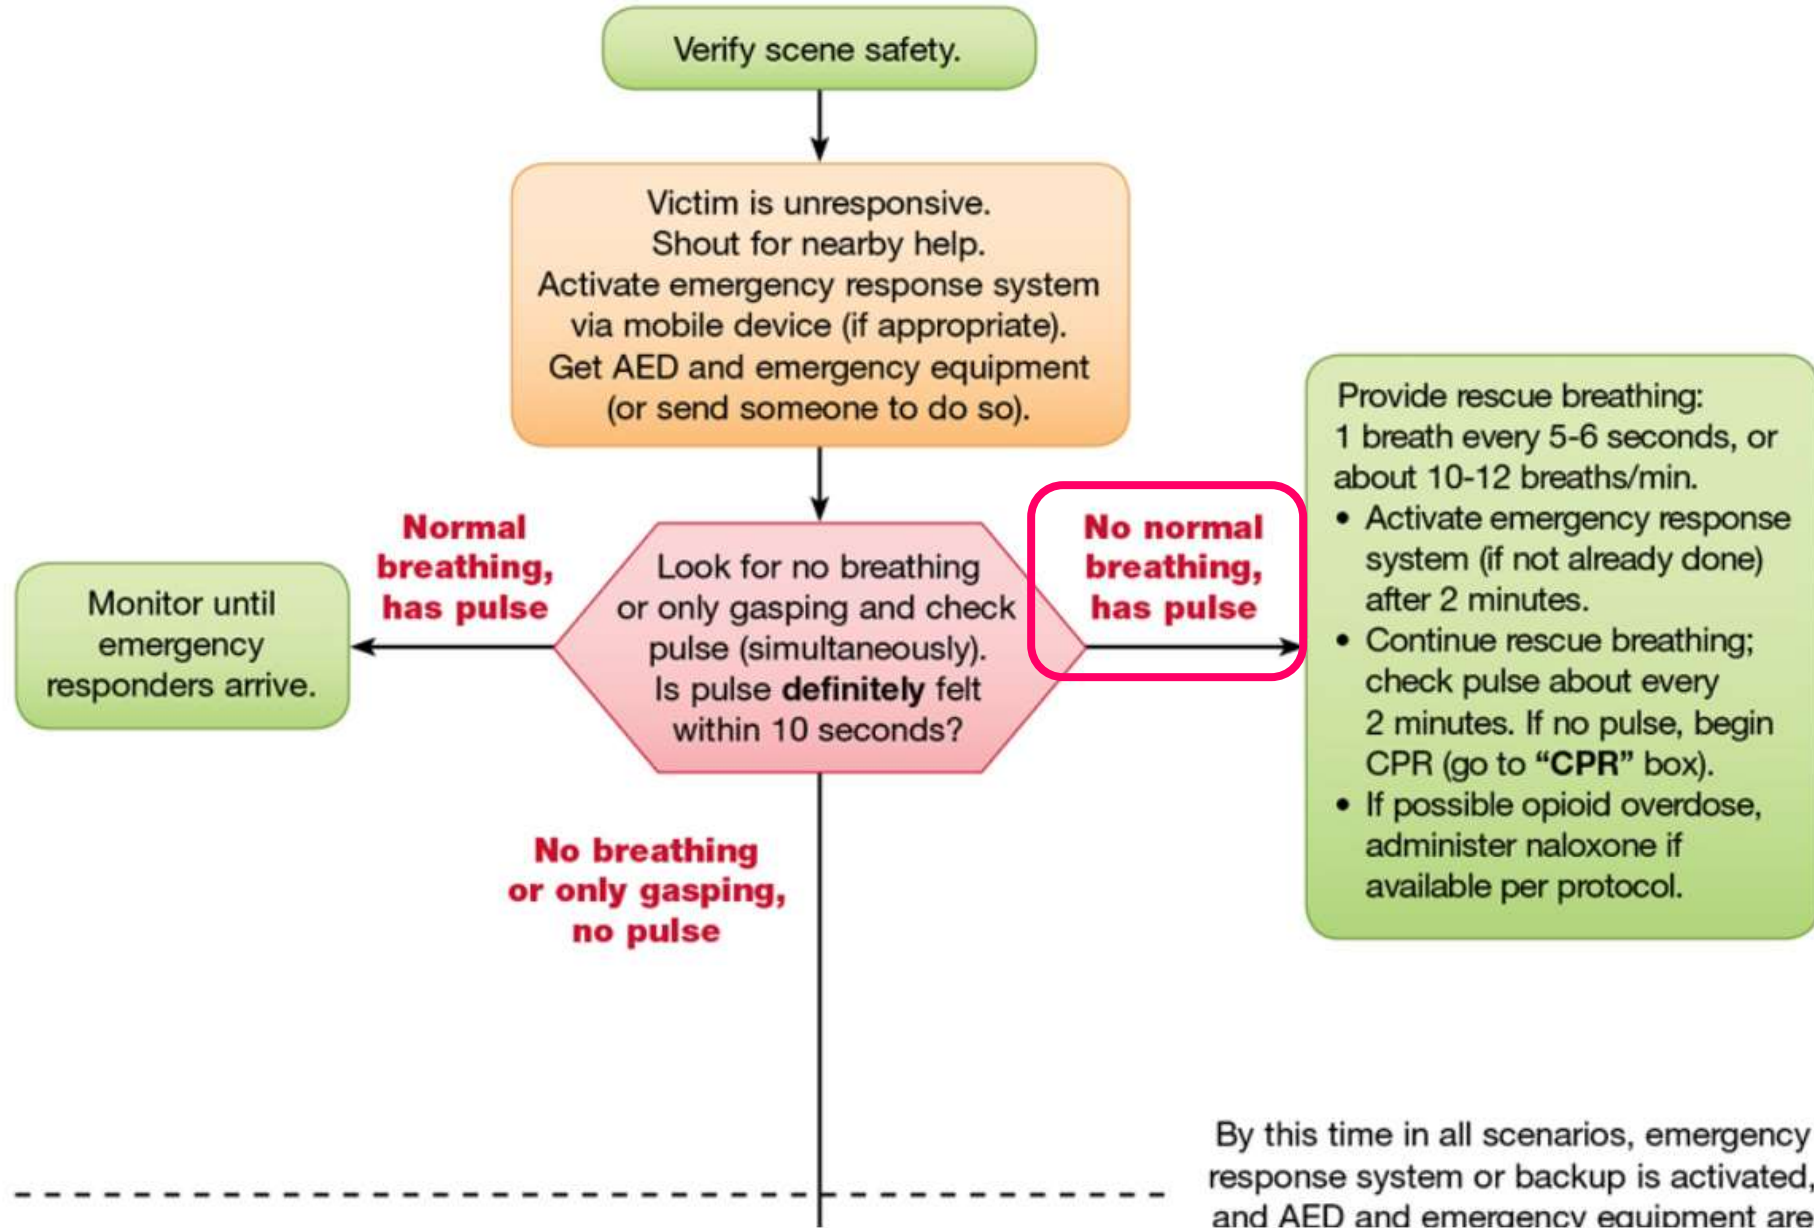 Verify scene safety.
Victim is unresponsive.
Shout for nearby help.
Activate emergency response system
via mobile device (if appropriate).
Get AED and emergency equipment
(or send someone to do so).
Normal
breathing,
has pulse
Monitor until
emergency
responders arrive.
Look for no breathing
or only gasping and check
pulse (simultaneously).
Is pulse definitely felt
within 10 seconds?
No normal
breathing,
has pulse
Provide rescue breathing:
1 breath every 5-6 seconds, or
about 10-12 breaths/min.
• Activate emergency response
system (if not already done)
after 2 minutes.
• Continue rescue breathing;
check pulse about every
2 minutes. If no pulse, begin
CPR (go to “CPR” box).
• If possible opioid overdose,
administer naloxone if
available per protocol.
No breathing
or only gasping,
no pulse
By this time in all scenarios, emergency
response system or backup is activated,
and AED and emergency equipment are